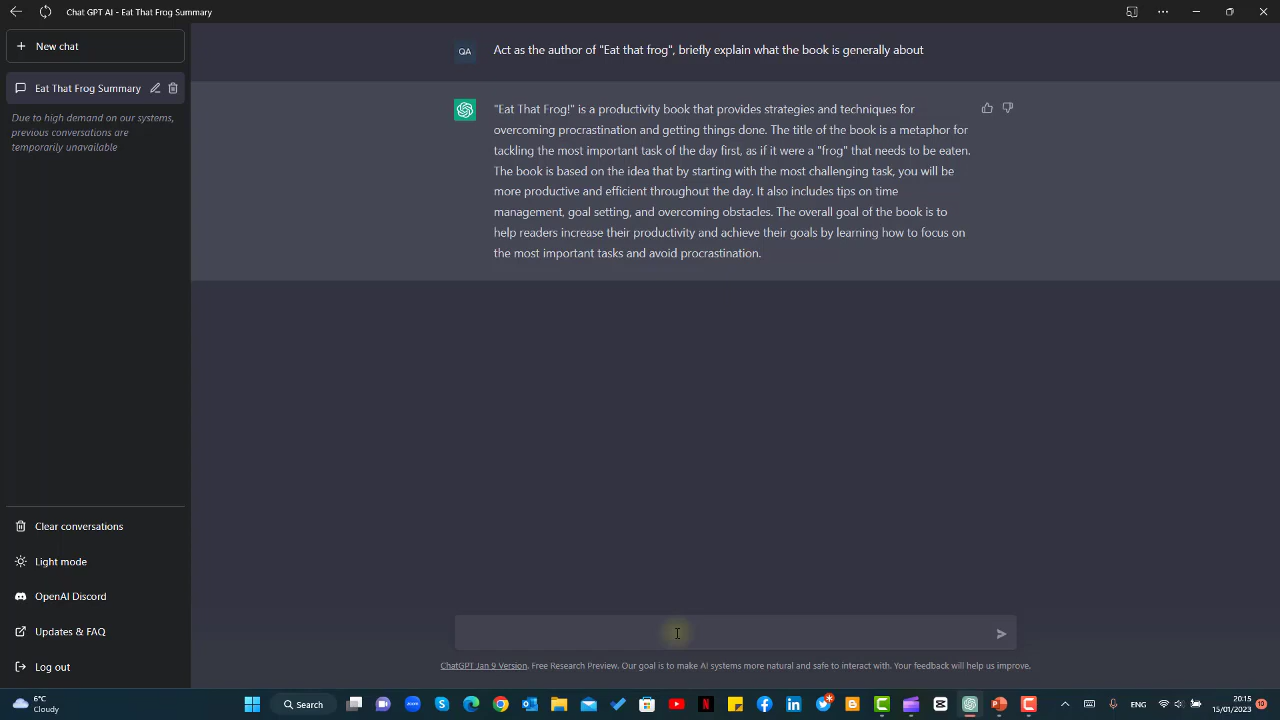 Chat GPT AI - Eat That Frog Summary
New chat
Eat That Frog Summary
Due to high demand on our systems,
previous conversations are
temporarily unavailable
Clear conversations
Light mode
OpenAI Discord
Updates & FAQ
Log out
QA
Act as the author of "Eat that frog", briefly explain what the book is generally about
"Eat That Frog!" is a productivity book that provides strategies and techniques for
overcoming procrastination and getting things done. The title of the book is a metaphor for
tackling the most important task of the day first, as if it were a "frog" that needs to be eaten.
The book is based on the idea that by starting with the most challenging task, you will be
more productive and efficient throughout the day. It also includes tips on time
management, goal setting, and overcoming obstacles. The overall goal of the book is to
help readers increase their productivity and achieve their goals by learning how to focus on
the most important tasks and avoid procrastination.
ChatGPT Jan 9 Version. Free Research Preview. Our goal is to make AI systems more natural and safe to interact with. Your feedback will help us improve.
6°C
Cloudy
Search
zoom
ENG
20:15
15/01/2023